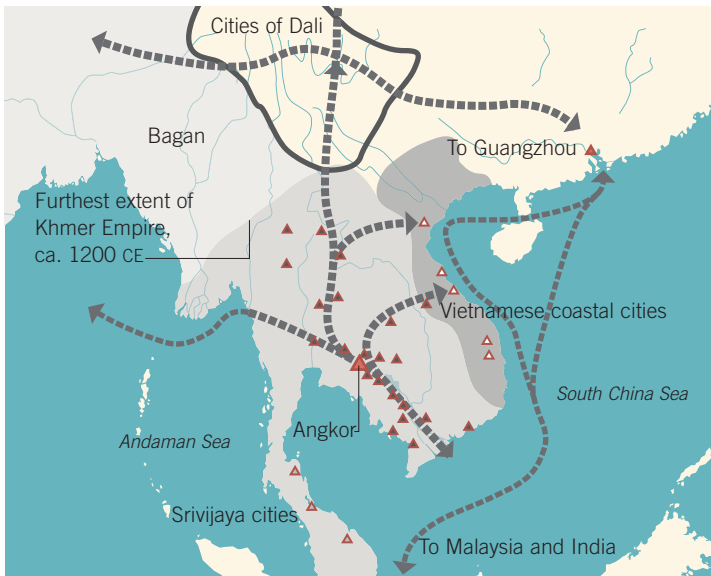 Cities of Dali
Bagan
To Guangzhou
Furthest extent of
Khmer Empire,
ca. 1200 CE
Vietnamese coastal cities
South China Sea
Angkor
Andaman Sea
Srivijaya cities
To Malaysia and India